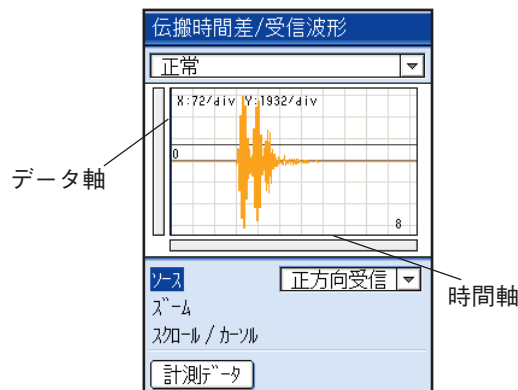 伝搬時間差/受信波形
正常
X:72/div Y:1932/div
0
データ軸
8
ソース 正方向受信
時間軸
ズーム
スクロール / カーソル
計測データ